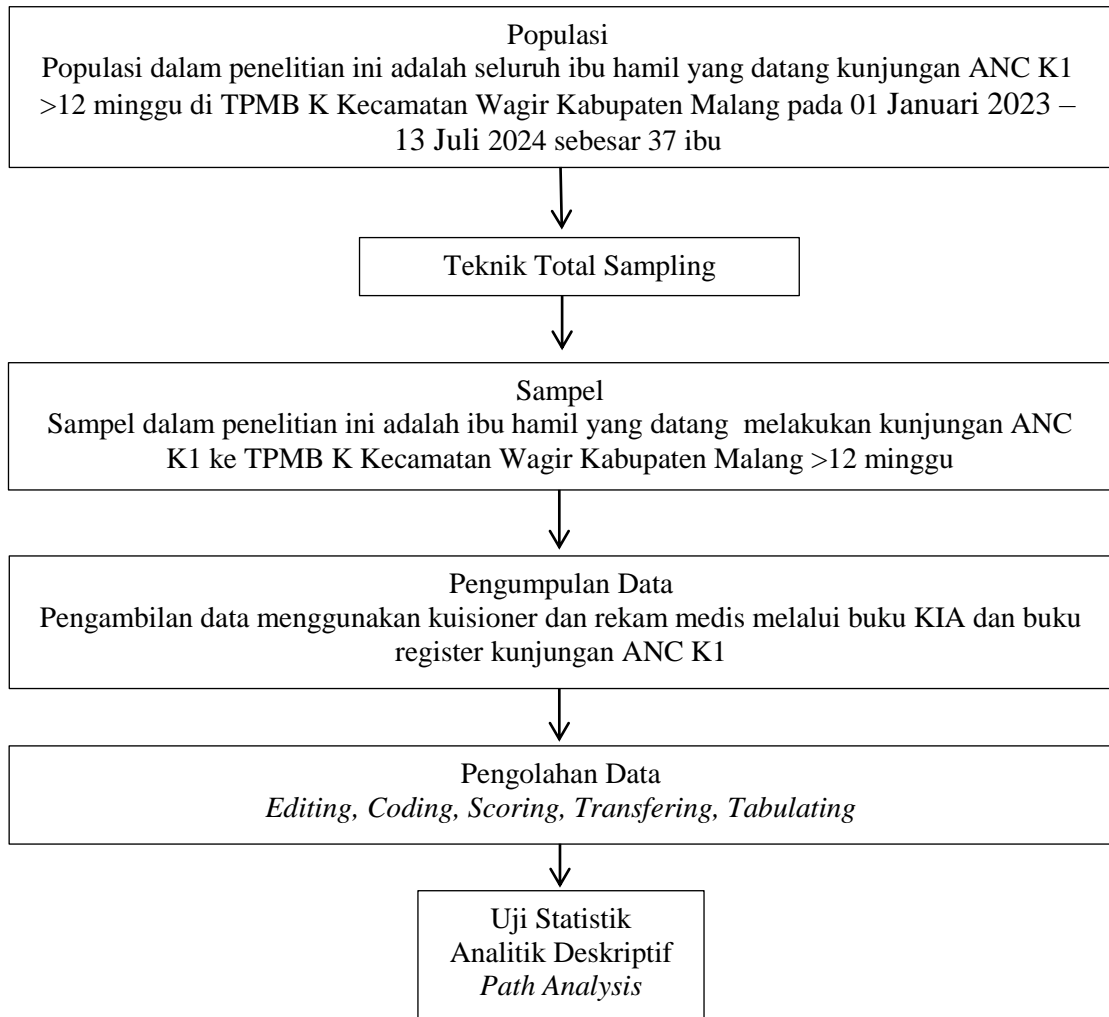 Populasi
Populasi dalam penelitian ini adalah seluruh ibu hamil yang datang kunjungan ANC K1
>12 minggu di TPMB K Kecamatan Wagir Kabupaten Malang pada 01 Januari 2023 –
13 Juli 2024 sebesar 37 ibu
Teknik Total Sampling
Sampel
Sampel dalam penelitian ini adalah ibu hamil yang datang melakukan kunjungan ANC
K1 ke TPMB K Kecamatan Wagir Kabupaten Malang >12 minggu
Pengumpulan Data
Pengambilan data menggunakan kuisioner dan rekam medis melalui buku KIA dan buku
register kunjungan ANC K1
Pengolahan Data
Editing, Coding, Scoring, Transfering, Tabulating
Uji Statistik
Analitik Deskriptif
Path Analysis